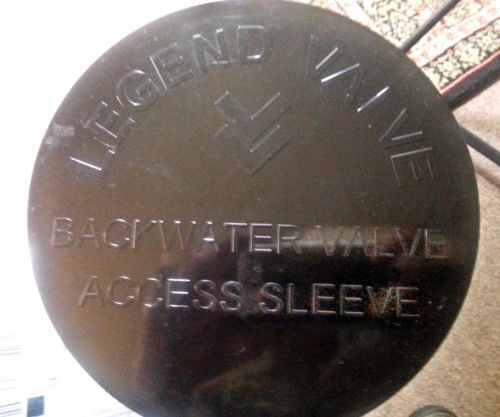 LEGEND VALVE
BACKWATER VALVE
ACCESS SLEEVE